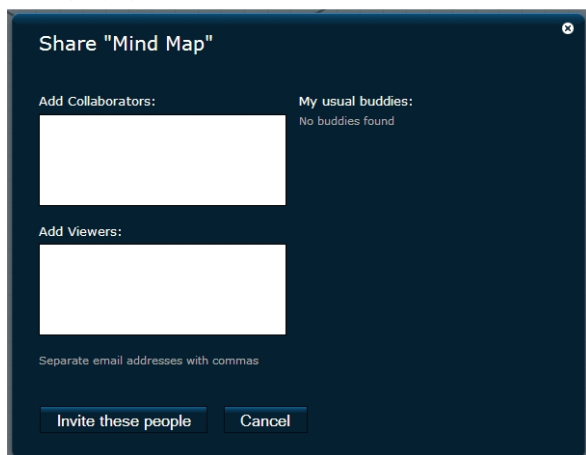 Share "Mind Map"
Add Collaborators:
My usual buddies:
No buddies found
Add Viewers:
Separate email addresses with commas
Invite these people
Cancel